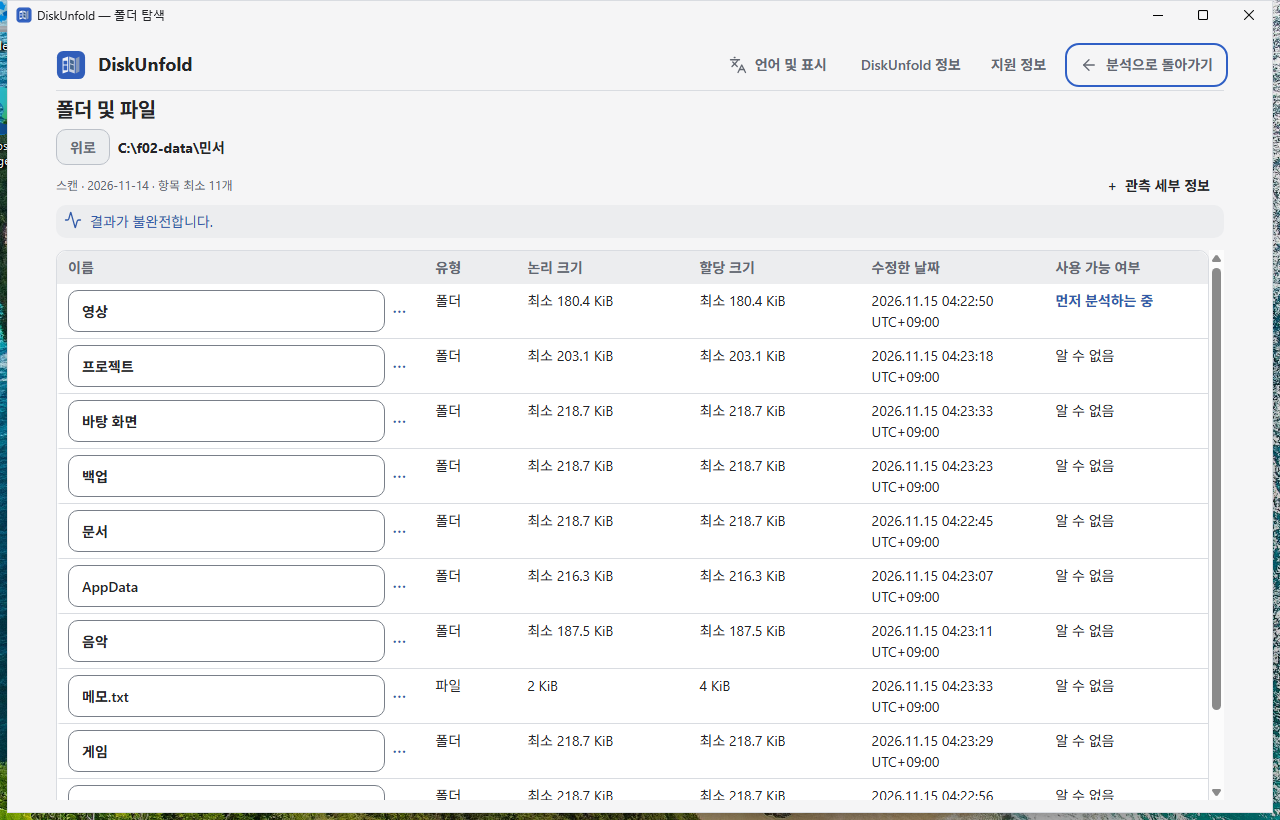 DiskUnfold — 폴더 탐색
DiskUnfold
언어 및 표시
DiskUnfold 정보
지원 정보
← 분석으로 돌아가기
폴더 및 파일
위로
C:\f02-data\민서
스캔 · 2026-11-14 · 항목 최소 11개
+ 관측 세부 정보
결과가 불완전합니다.
이름 유형 논리 크기 할당 크기 수정한 날짜 사용 가능 여부
영상 ... 폴더 최소 180.4 KiB 최소 180.4 KiB 2026.11.15 04:22:50 먼저 분석하는 중
UTC+09:00
프로젝트 ... 폴더 최소 203.1 KiB 최소 203.1 KiB 2026.11.15 04:23:18 알 수 없음
UTC+09:00
바탕 화면 ... 폴더 최소 218.7 KiB 최소 218.7 KiB 2026.11.15 04:23:33 알 수 없음
UTC+09:00
백업 ... 폴더 최소 218.7 KiB 최소 218.7 KiB 2026.11.15 04:23:23 알 수 없음
UTC+09:00
문서 ... 폴더 최소 218.7 KiB 최소 218.7 KiB 2026.11.15 04:22:45 알 수 없음
UTC+09:00
AppData ... 폴더 최소 216.3 KiB 최소 216.3 KiB 2026.11.15 04:23:07 알 수 없음
UTC+09:00
음악 ... 폴더 최소 187.5 KiB 최소 187.5 KiB 2026.11.15 04:23:11 알 수 없음
UTC+09:00
메모.txt ... 파일 2 KiB 4 KiB 2026.11.15 04:23:33 알 수 없음
UTC+09:00
게임 ... 폴더 최소 218.7 KiB 최소 218.7 KiB 2026.11.15 04:23:29 알 수 없음
UTC+09:00
폴더 최소 218.7 KiB 최소 218.7 KiB 2026.11.15 04:22:56 알 수 없음